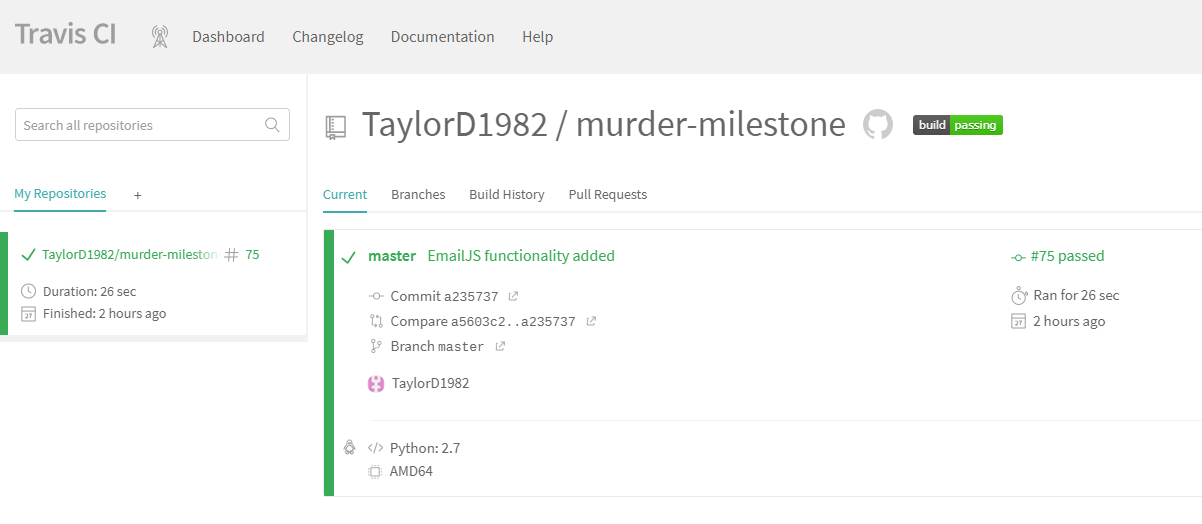 Travis CI
Dashboard Changelog Documentation Help
Search all repositories
My Repositories +
TaylorD1982/murder-mileston # 75
Duration: 26 sec
27 Finished: 2 hours ago
TaylorD1982 / murder-milestone build passing
Current Branches Build History Pull Requests
master EmailJS functionality added #75 passed
Commit a235737 Ran for 26 sec
Compare a5603c2..a235737 27 2 hours ago
Branch master
TaylorD1982
</> Python: 2.7
AMD64